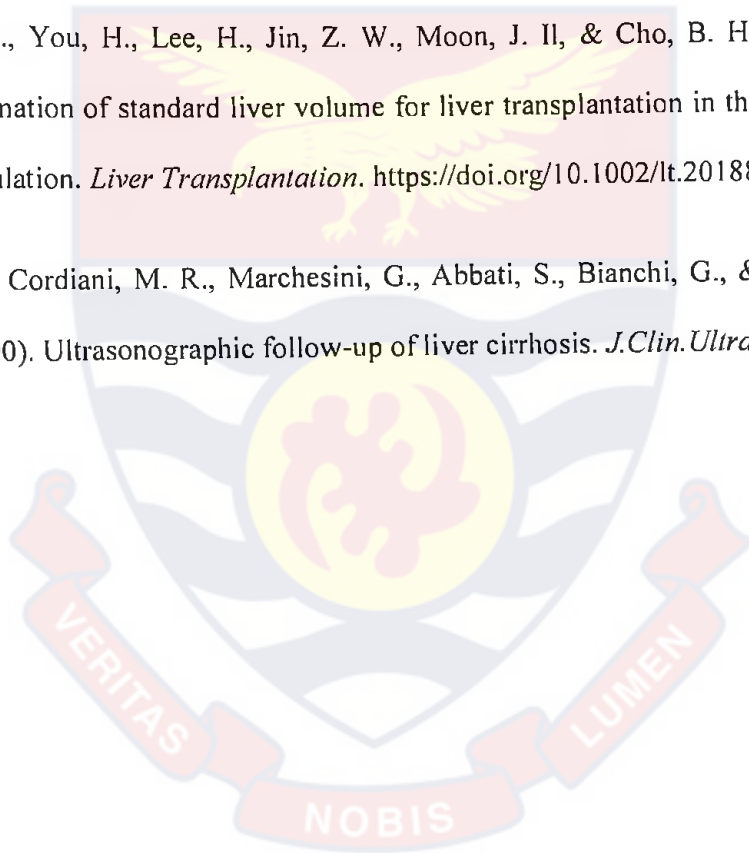 ., You, H., Lee, H., Jin, Z. W., Moon, J. Il, & Cho, B. H
nation of standard liver volume for liver transplantation in th
ulation. Liver Transplantation. https://doi.org/10.1002/lt.2018
Cordiani, M. R., Marchesini, G., Abbati, S., Bianchi, G., &
0). Ultrasonographic follow-up of liver cirrhosis. J.Clin.Ultra
VERITAS
NOBIS
LUMEN